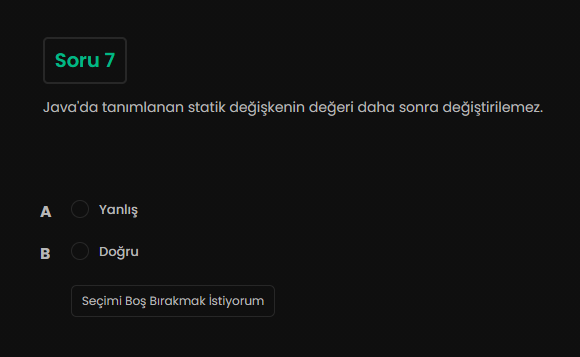 Soru 7
Java'da tanımlanan statik değişkenin değeri daha sonra değiştirilemez.
A Yanlış
B Doğru
Seçimi Boş Bırakmak İstiyorum